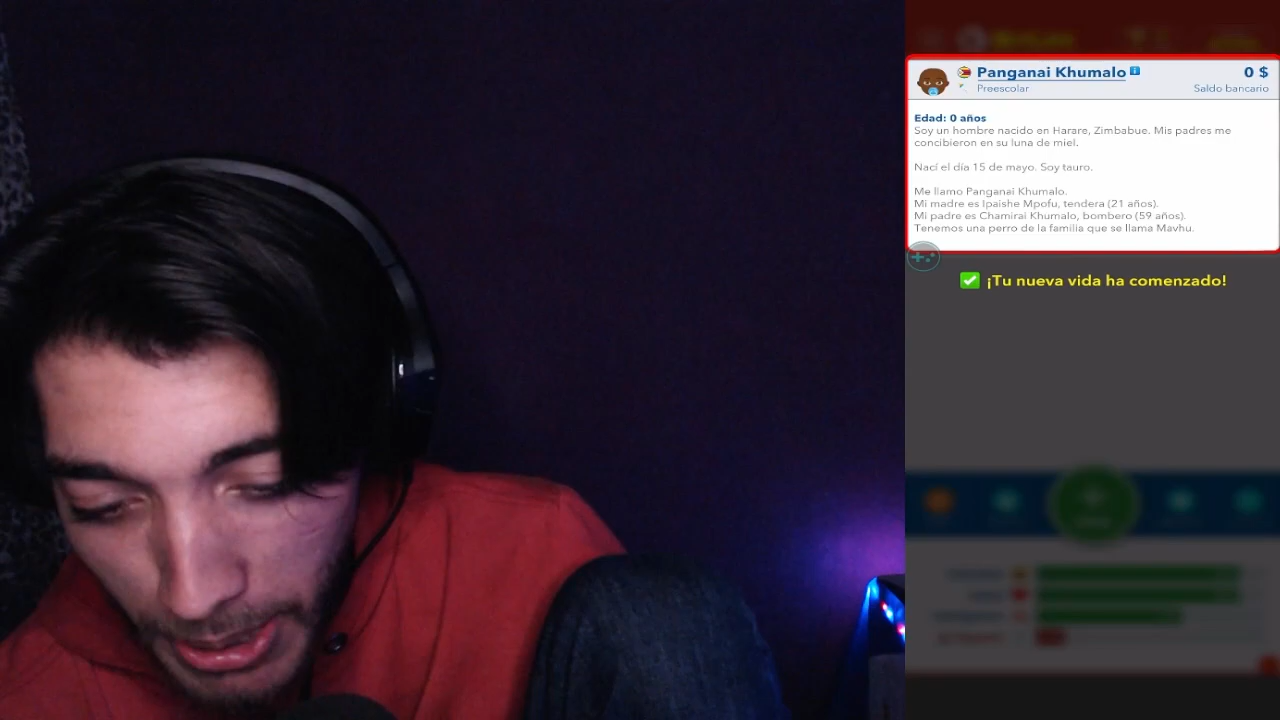 Panganai Khumalo
0 $
Preescolar
Saldo bancario
Edad: 0 años
Soy un hombre nacido en Harare, Zimbabue. Mis padres me
concibieron en su luna de miel.
Nací el día 15 de mayo. Soy tauro.
Me llamo Panganai Khumalo.
Mi madre es Ipaishe Mpofu, tendera (21 años).
Mi padre es Chamirai Khumalo, bombero (59 años).
Tenemos una perro de la familia que se llama Mavhu.
¡Tu nueva vida ha comenzado!